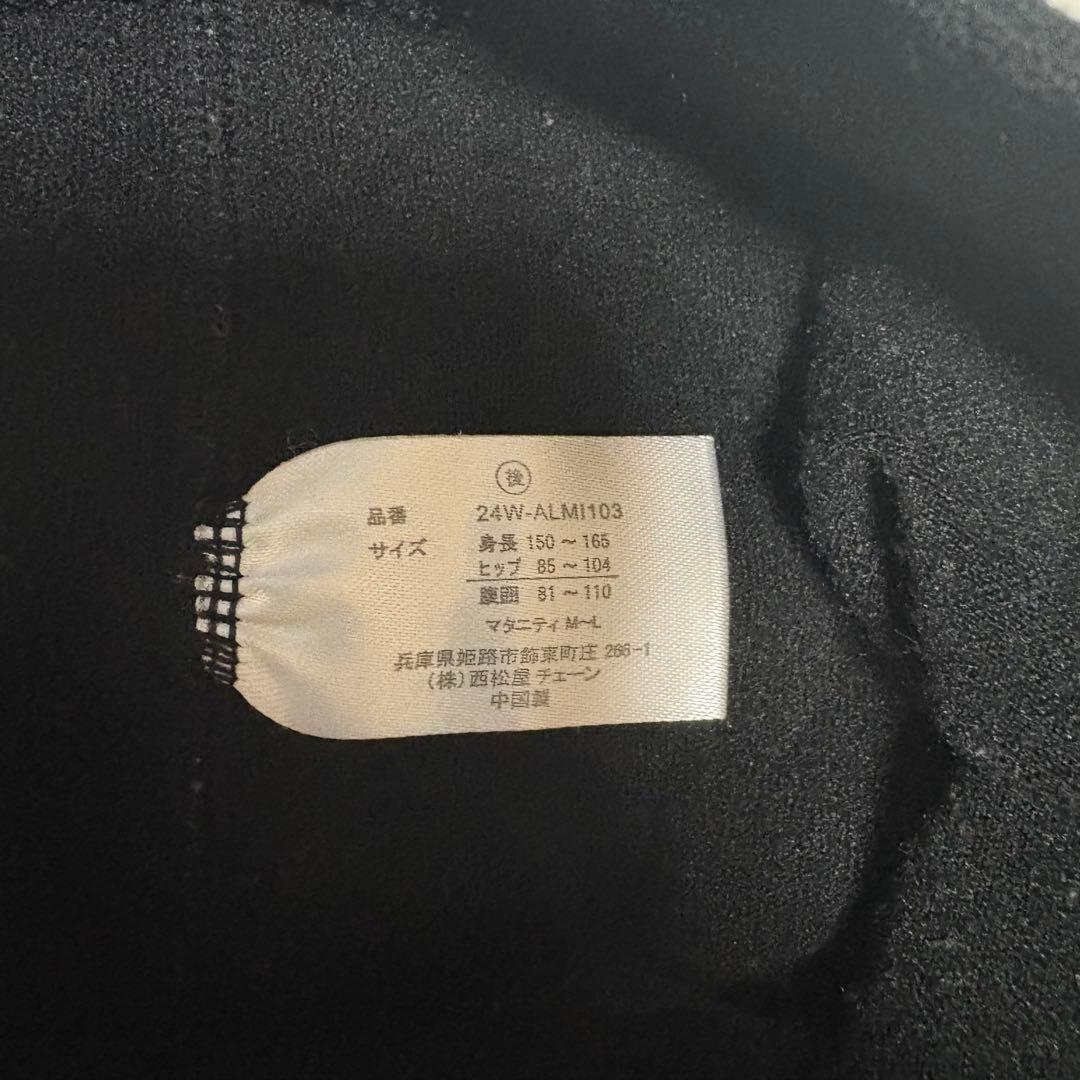 後
品番 24W-ALMI103
サイズ 身長 150～165
ヒップ 85～104
腹囲 81～110
マタニティ M～L
兵庫県姫路市飾東町庄 266-1
(株)西松屋チェーン
中国製